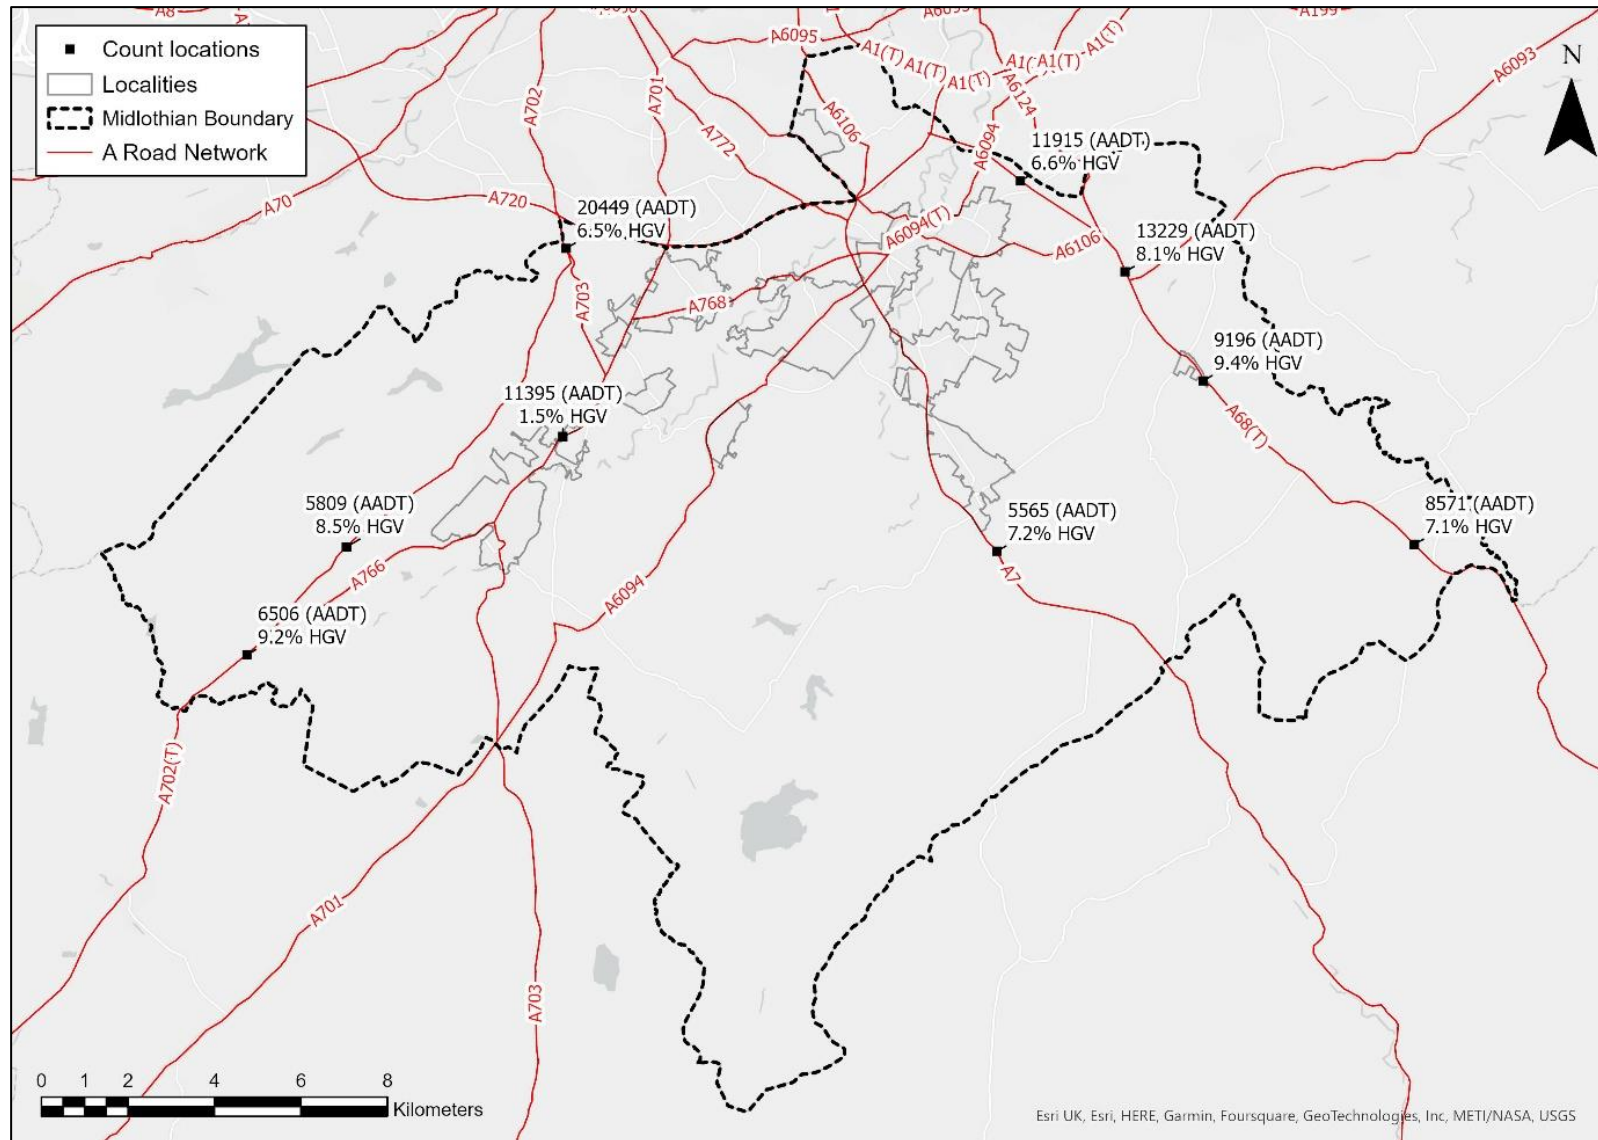 Count locations
Localities
Midlothian Boundary
A Road Network
A8
A6095
A199
A6095
A1(T)
A1(T)
A1(T)
A1(T)
A1(T)
A702
A701
A6106
A6124
A6093
N
A772
A6094
11915 (AADT)
6.6% HGV
A70
A720
20449 (AADT)
6.5% HGV
A6094(T)
A6106
13229 (AADT)
8.1% HGV
A703
A768
9196 (AADT)
9.4% HGV
11395 (AADT)
1.5% HGV
A68(T)
5809 (AADT)
8.5% HGV
5565 (AADT)
7.2% HGV
8571 (AADT)
7.1% HGV
A766
A7
A6094
6506 (AADT)
9.2% HGV
A702(T)
A701
A703
0 1 2 4 6 8
Kilometers
Esri UK, Esri, HERE, Garmin, Foursquare, GeoTechnologies, Inc, METI/NASA, USGS